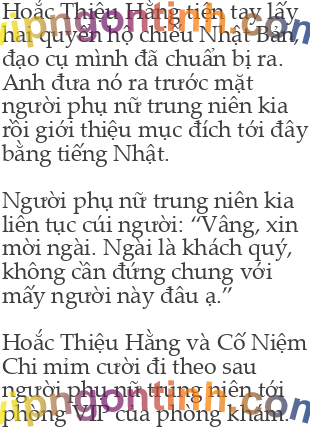 Hoắc Thiệu Hằng tiện tay lấy
hai quyển hộ chiếu Nhật Bản,
đạo cụ mình đã chuẩn bị ra.
Anh đưa nó ra trước mặt
người phụ nữ trung niên kia
rồi giới thiệu mục đích tới đây
bằng tiếng Nhật.
Người phụ nữ trung niên kia
liên tục cúi người: “Vâng, xin
mời ngài. Ngài là khách quý,
không cần đứng chung với
mấy người này đâu ạ.”
Hoắc Thiệu Hằng và Cố Niệm
Chi mỉm cười đi theo sau
người phụ nữ trung niên tới
phòng VIP của phòng khám.